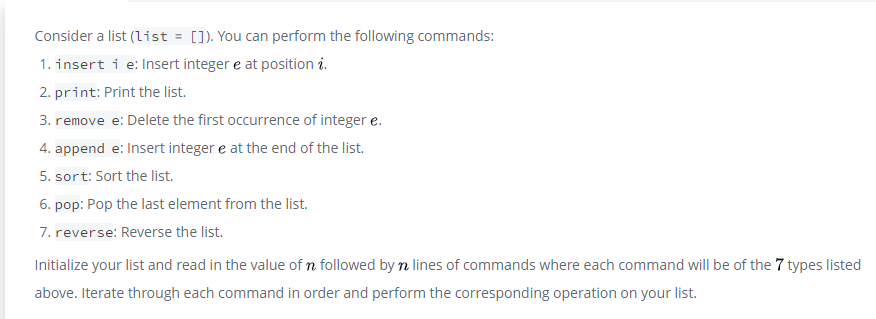 Consider a list (list = []). You can perform the following commands:
1. insert i e: Insert integer e at position i.
2. print: Print the list.
3. remove e: Delete the first occurrence of integer e.
4. append e: Insert integer e at the end of the list.
5. sort: Sort the list.
6. pop: Pop the last element from the list.
7. reverse: Reverse the list.
Initialize your list and read in the value of n followed by n lines of commands where each command will be of the 7 types listed
above. Iterate through each command in order and perform the corresponding operation on your list.